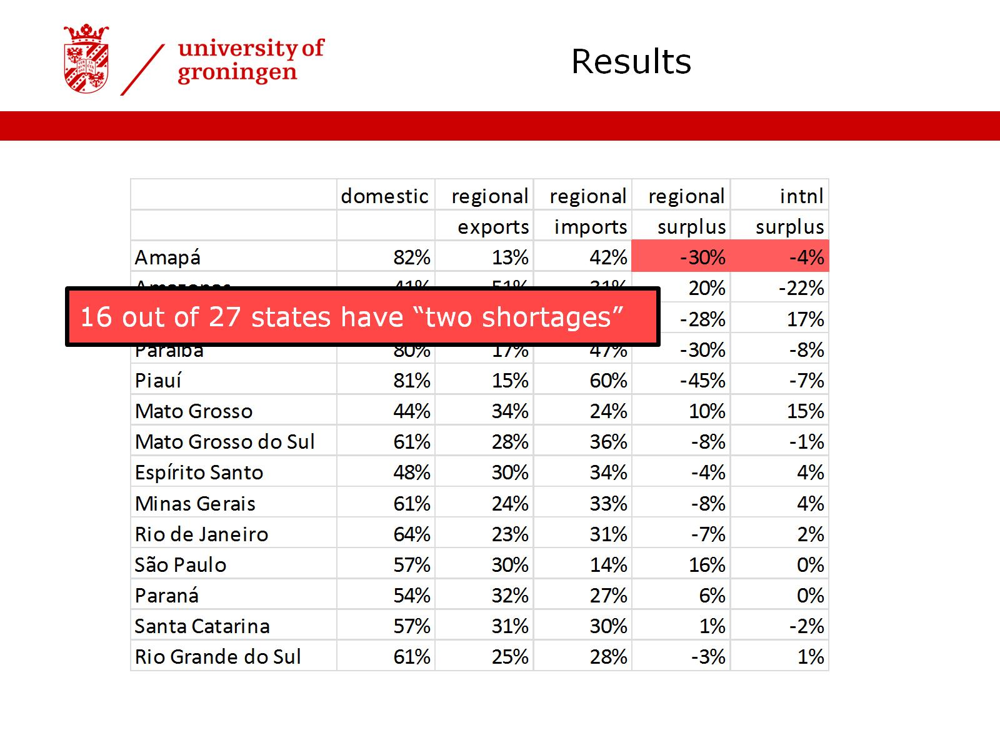 university of
groningen
Results
domestic regional regional regional intnl
exports imports surplus surplus
Amapá 82% 13% 42% -30% -4%
Amazonas 41% 51% 31% 20% -22%
16 out of 27 states have “two shortages”
-28% 17%
Paraíba 80% 17% 47% -30% -8%
Piauí 81% 15% 60% -45% -7%
Mato Grosso 44% 34% 24% 10% 15%
Mato Grosso do Sul 61% 28% 36% -8% -1%
Espírito Santo 48% 30% 34% -4% 4%
Minas Gerais 61% 24% 33% -8% 4%
Rio de Janeiro 64% 23% 31% -7% 2%
São Paulo 57% 30% 14% 16% 0%
Paraná 54% 32% 27% 6% 0%
Santa Catarina 57% 31% 30% 1% -2%
Rio Grande do Sul 61% 25% 28% -3% 1%